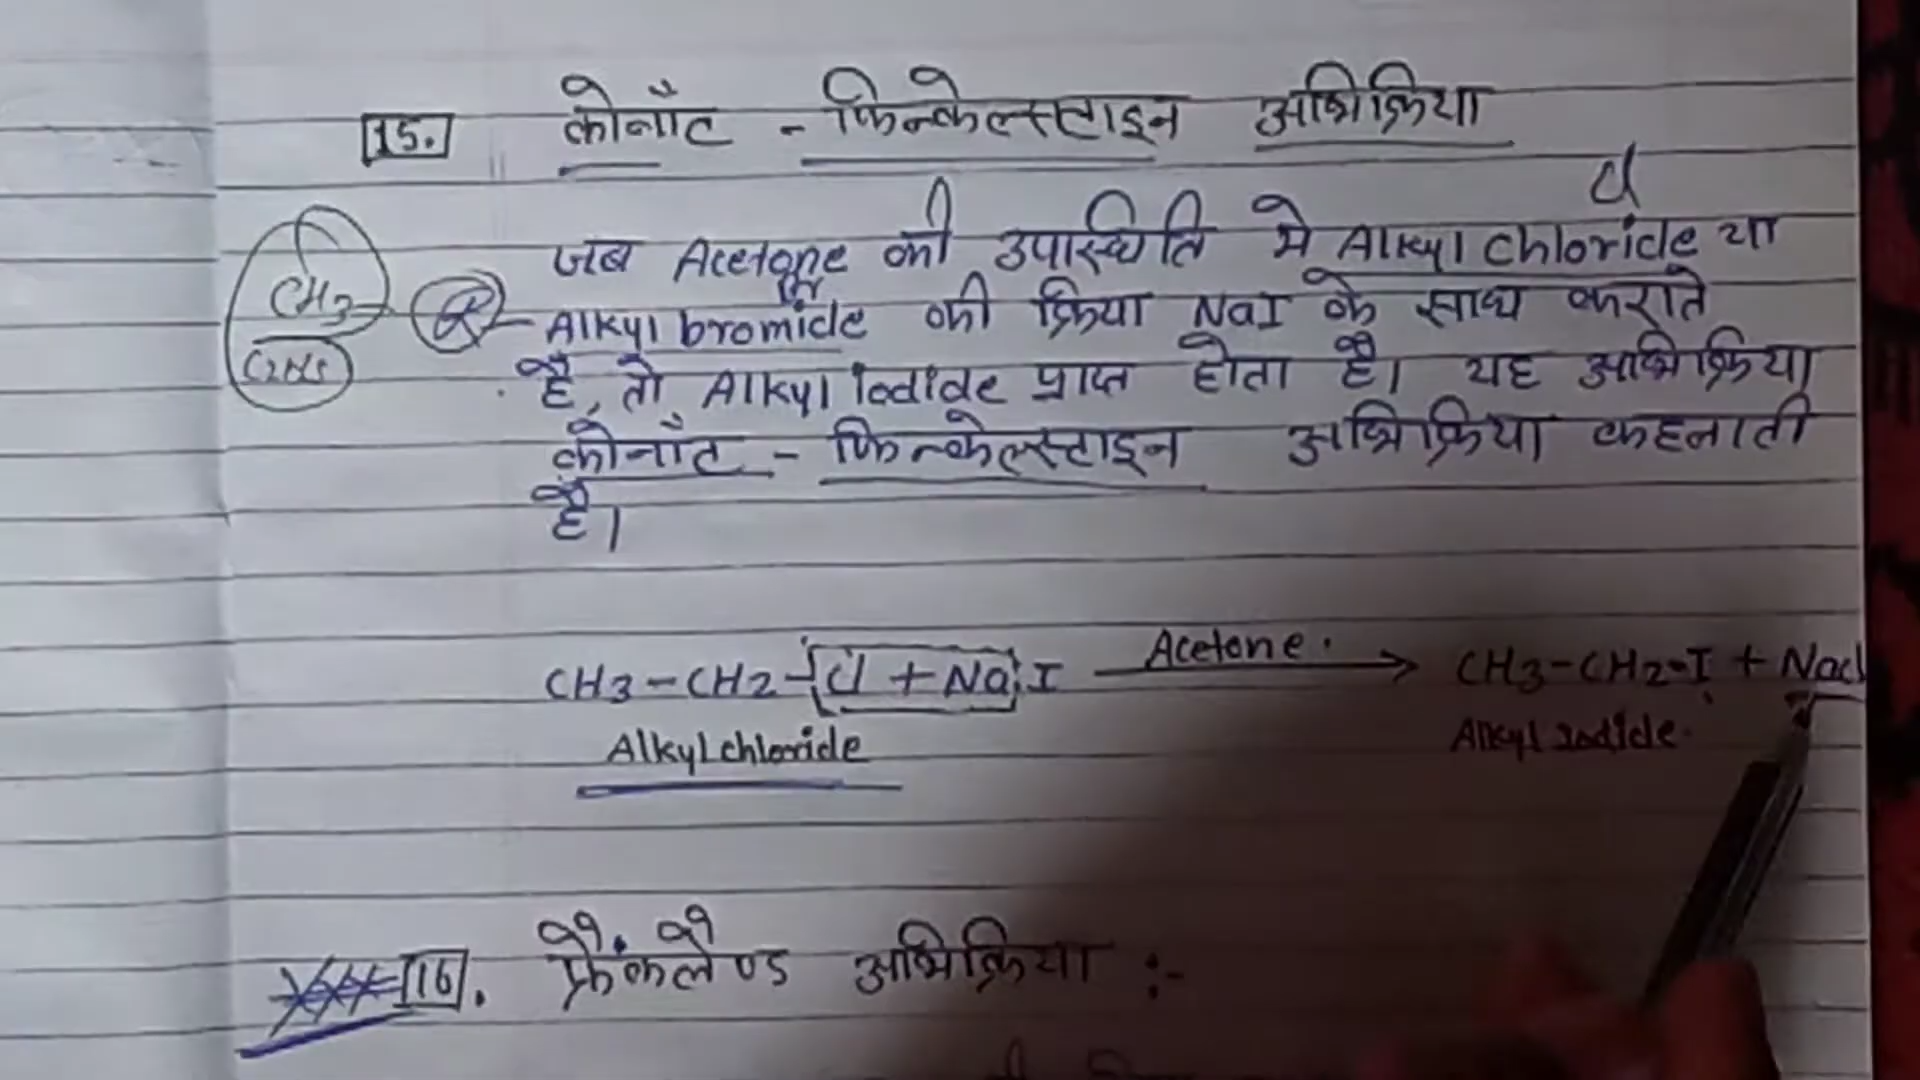 15. कोनॉट - फिन्केलस्टाइन अभिक्रिया
Cl
जब Acetone की उपस्थिति मे Alkyl chloride या
CH3 - R - Alkyl bromide की क्रिया NaI के साथ कराते
Br
C2H5
है, तो Alkyl Iodide प्राप्त होता है। यह अभिक्रिया
कोनॉट - फिन्केलस्टाइन अभिक्रिया कहलाती
है।
CH3-CH2-Cl + NaI Acetone. → CH3-CH2-I + NaCl
Alkyl chloride Alkyl Iodide.
16. फ्रैंकलैण्ड अभिक्रिया :-